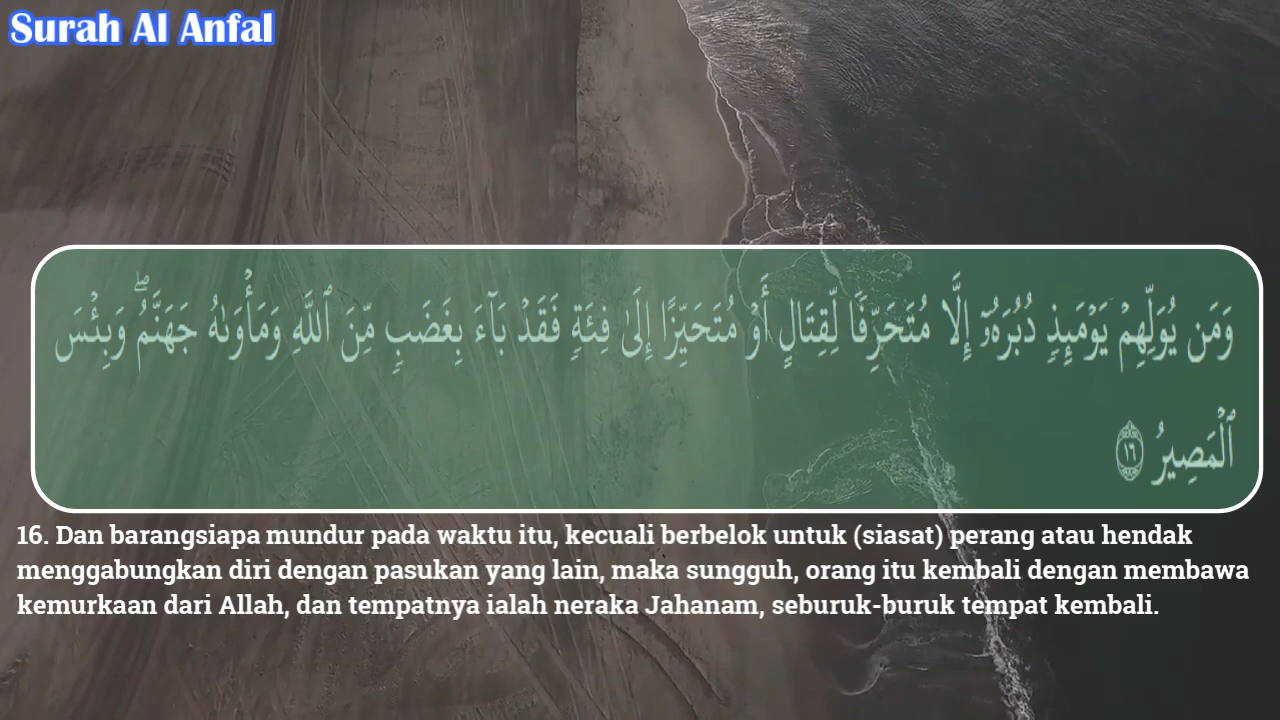 Surah Al Anfal
وَمَن يُوَلِّهِمْ يَوْمَئِذٍ دُبُرَهُۥٓ إِلَّا مُتَحَرِّفًا لِّقِتَالٍ أَوْ مُتَحَيِّزًا إِلَىٰ فِئَةٍ فَقَدْ بَآءَ بِغَضَبٍ مِّنَ ٱللَّهِ وَمَأْوَىٰهُ جَهَنَّمُ ۖ وَبِئْسَ
ٱلْمَصِيرُ ١٦
16. Dan barangsiapa mundur pada waktu itu, kecuali berbelok untuk (siasat) perang atau hendak
menggabungkan diri dengan pasukan yang lain, maka sungguh, orang itu kembali dengan membawa
kemurkaan dari Allah, dan tempatnya ialah neraka Jahanam, seburuk-buruk tempat kembali.